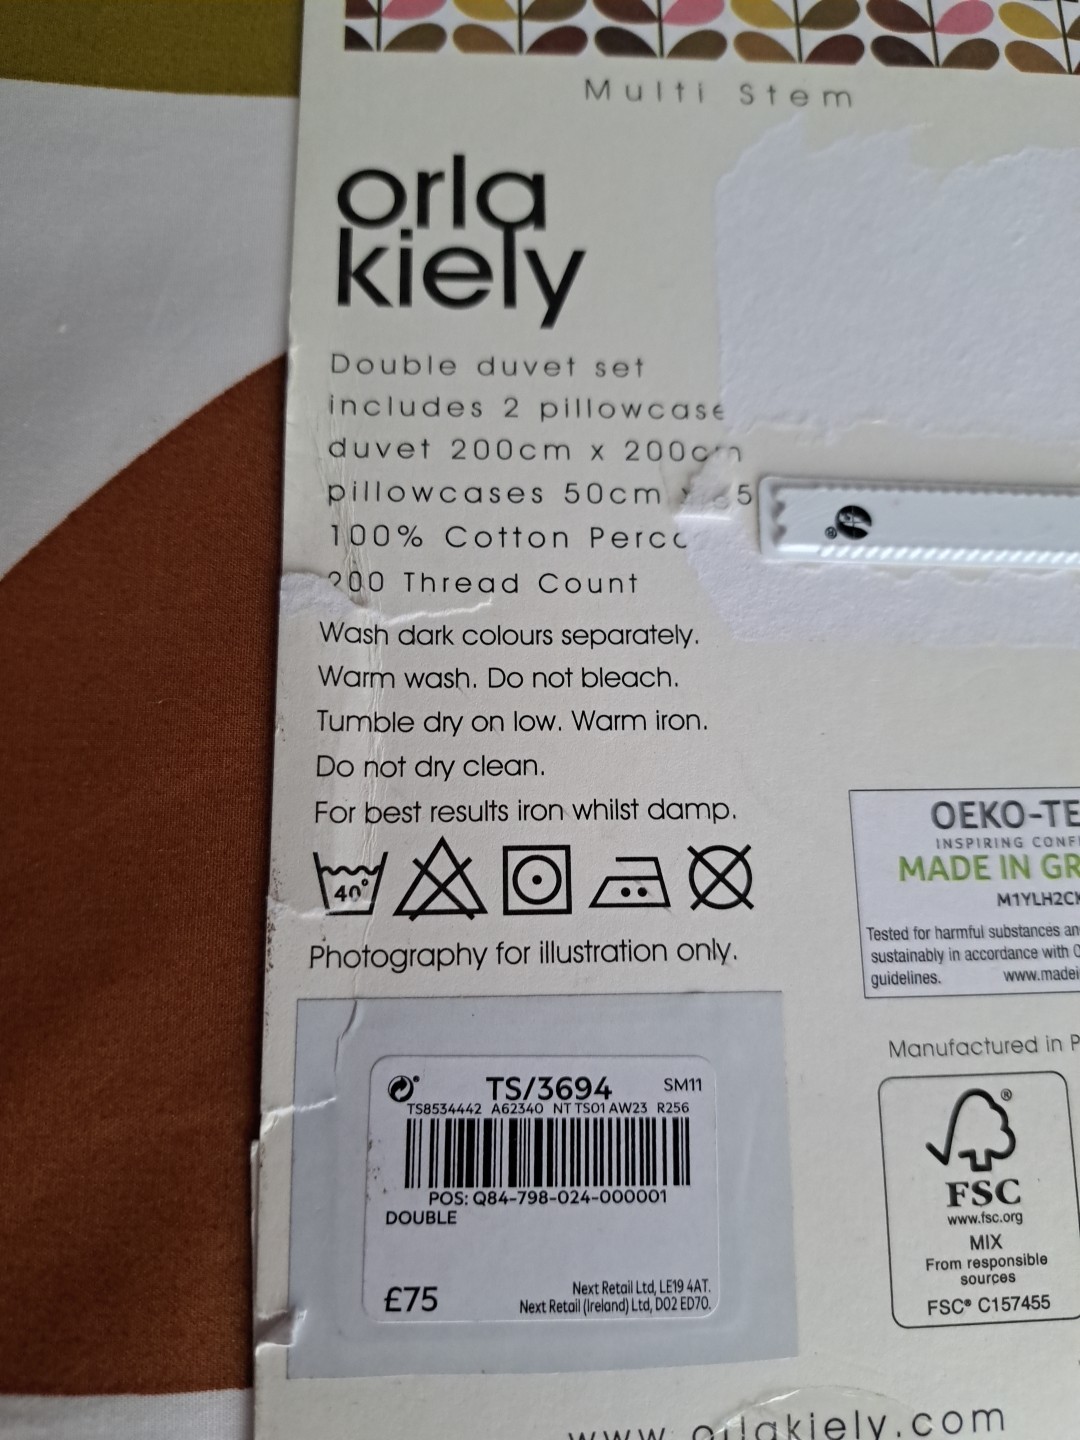 Multi Stem
orla
kiely
Double duvet set
includes 2 pillowcase
duvet 200cm x 200cm
pillowcases 50cm x 5
100% Cotton Perc
200 Thread Count
Wash dark colours separately.
Warm wash. Do not bleach.
Tumble dry on low. Warm iron.
Do not dry clean.
For best results iron whilst damp.
40°
Photography for illustration only.
OEKO-TE
INSPIRING CONFI
MADE IN GR
M1YLH2C
Tested for harmful substances an
sustainably in accordance with
guidelines. www.madei
Manufactured in P
TS/3694 SM11
TS8534442 A62340 NT TS01 AW23 R256
POS: Q84-798-024-000001
DOUBLE
£75
Next Retail Ltd, LE19 4AT.
Next Retail (Ireland) Ltd, D02 ED70.
®
FSC
www.fsc.org
MIX
From responsible
sources
FSC® C157455
www.orlakiely.com